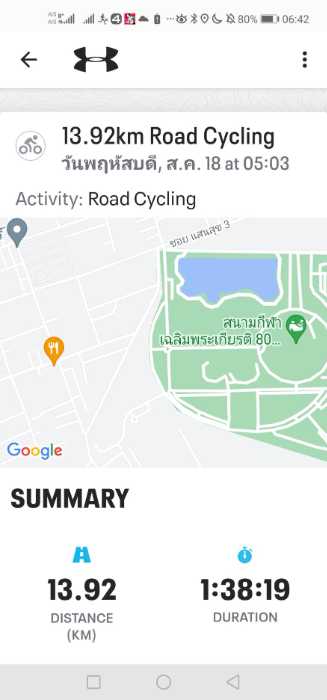 80% 06:42
13.92km Road Cycling
วันพฤหัสบดี, ส.ค. 18 at 05:03
Activity: Road Cycling
ซอย แสนสุข 3
สนามกีฬา
เฉลิมพระเกียรติ 80...
Google
SUMMARY
13.92 1:38:19
DISTANCE DURATION
(KM)